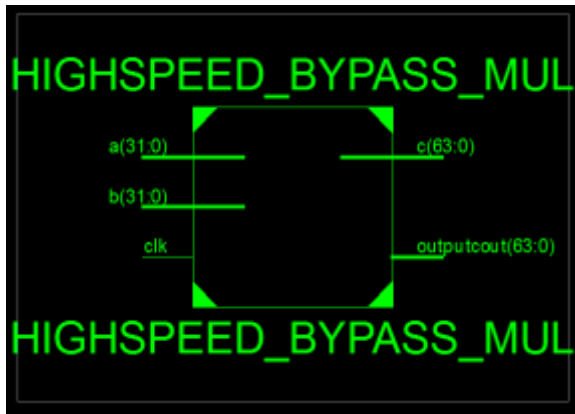 HIGHSPEED_BYPASS_MUL
a(31:0)
c(63:0)
b(31:0)
clk
outputcout(63:0)
HIGHSPEED_BYPASS_MUL